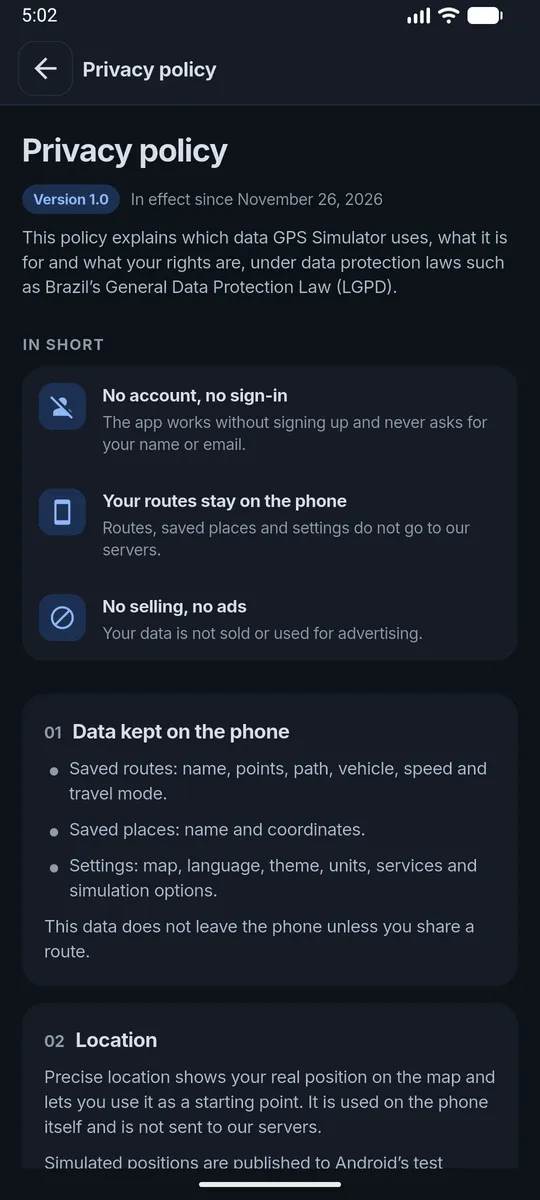 5:02
Privacy policy
Privacy policy
Version 1.0
In effect since November 26, 2026
This policy explains which data GPS Simulator uses, what it is
for and what your rights are, under data protection laws such
as Brazil’s General Data Protection Law (LGPD).
IN SHORT
No account, no sign-in
The app works without signing up and never asks for
your name or email.
Your routes stay on the phone
Routes, saved places and settings do not go to our
servers.
No selling, no ads
Your data is not sold or used for advertising.
01 Data kept on the phone
Saved routes: name, points, path, vehicle, speed and
travel mode.
Saved places: name and coordinates.
Settings: map, language, theme, units, services and
simulation options.
This data does not leave the phone unless you share a
route.
02 Location
Precise location shows your real position on the map and
lets you use it as a starting point. It is used on the phone
itself and is not sent to our servers.
Simulated positions are published to Android’s test